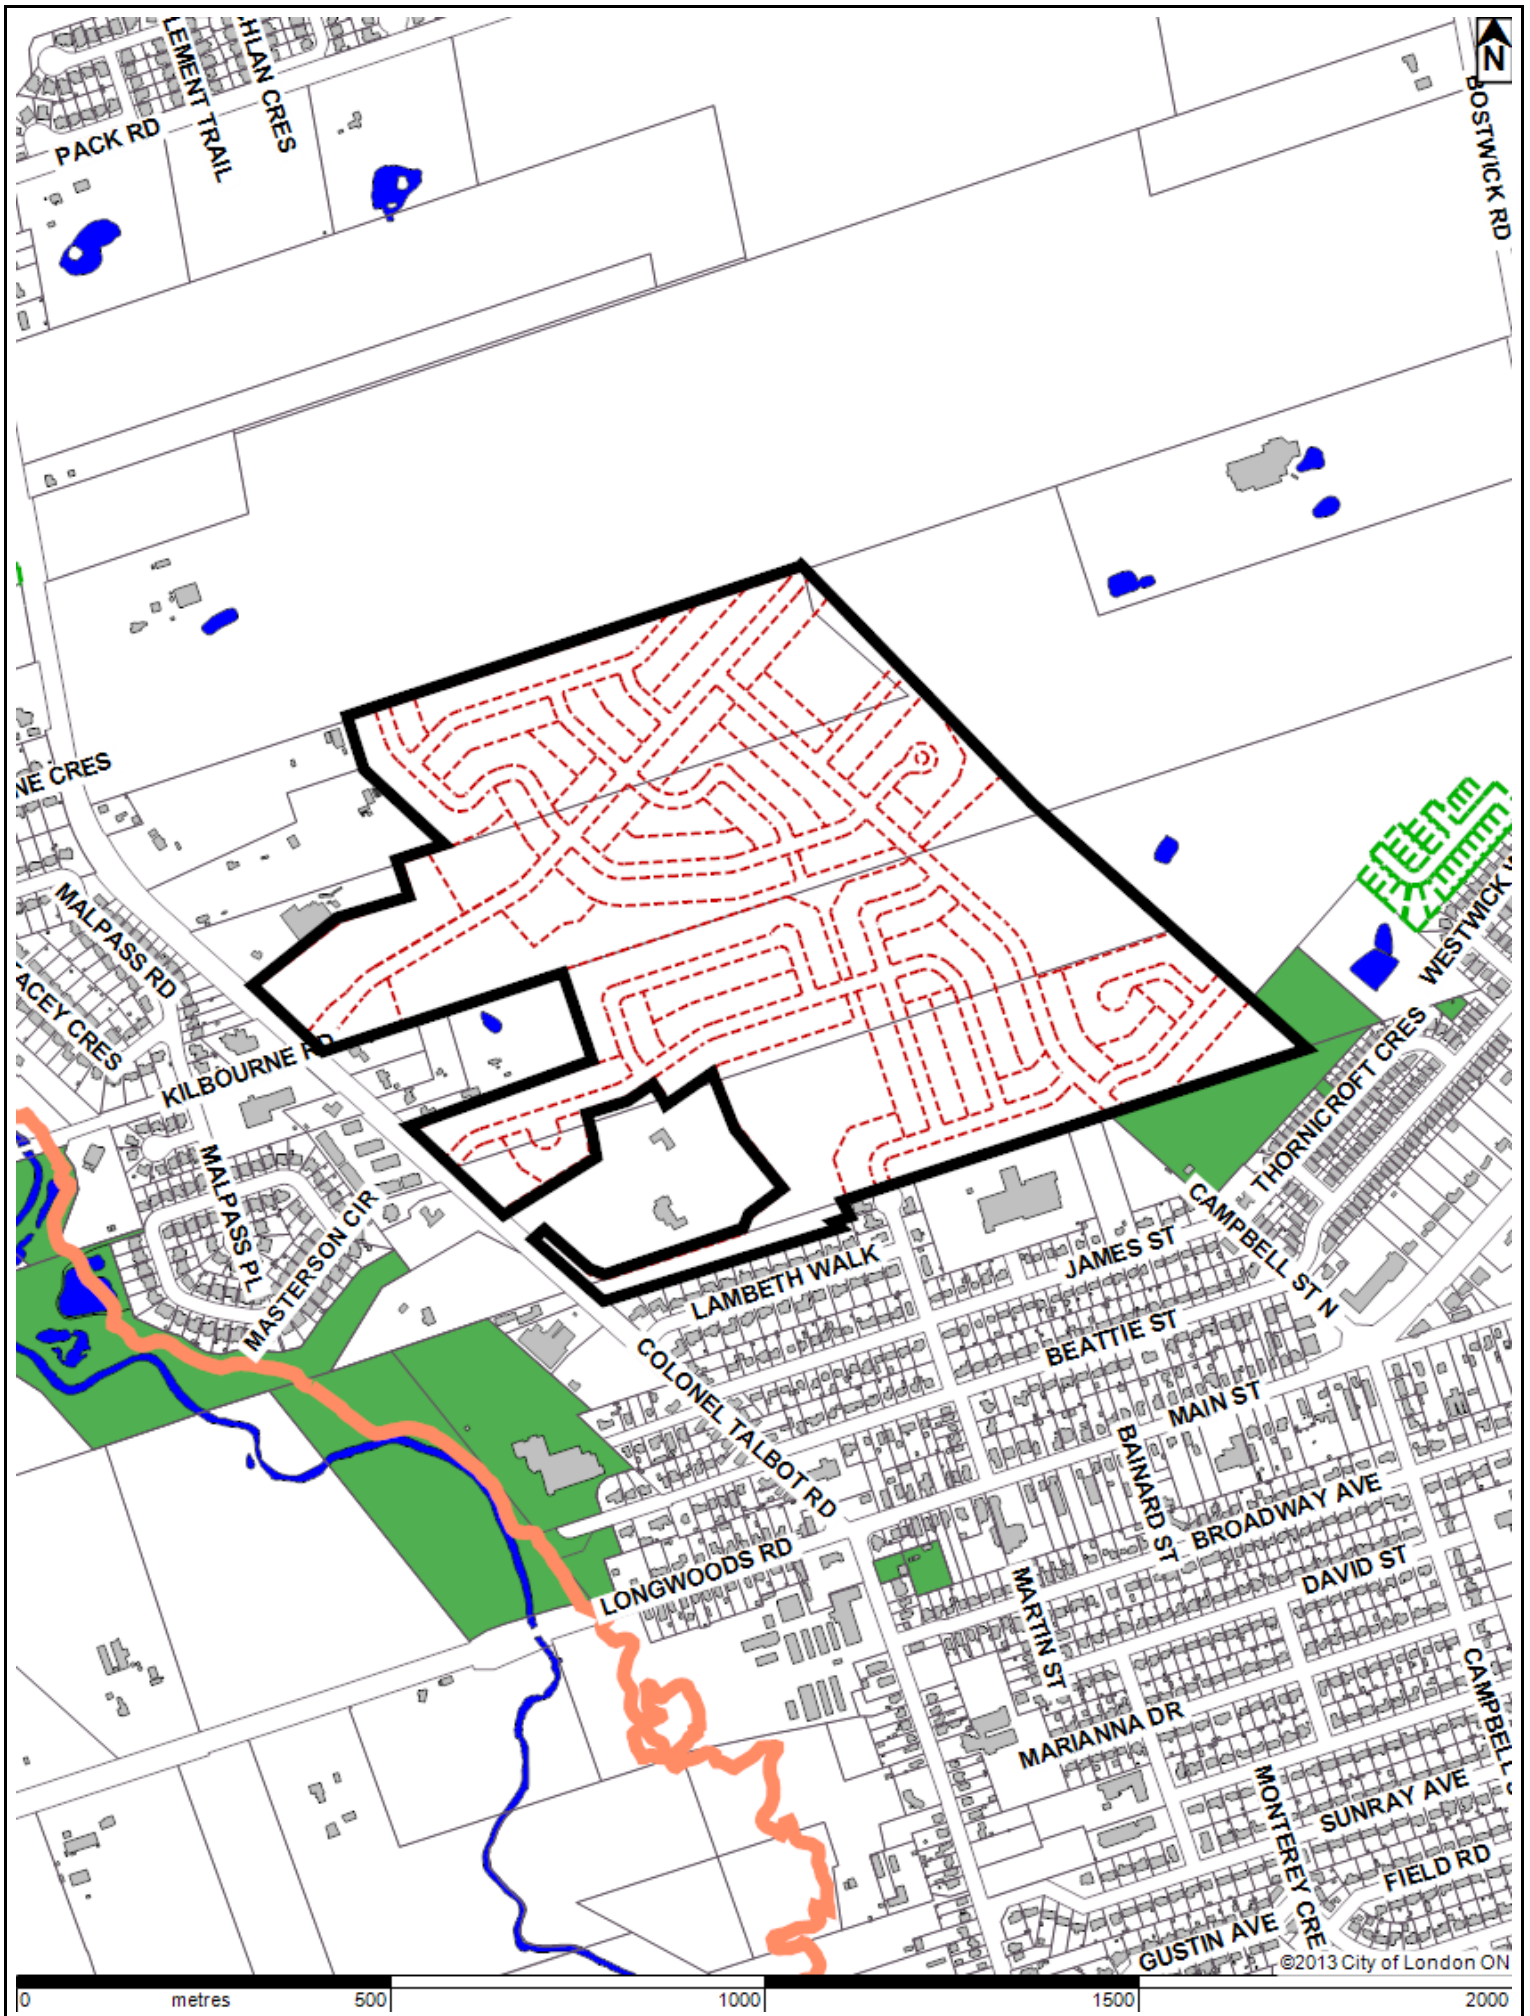 LEMENT TRAIL
HLAN CRES
N
PACK RD
BOSTWICK RD
NE CRES
MALPASS RD
ACEY CRES
WESTWICK
KILBOURNE RD
THORNICROFT CRES
MALPASS PL
MASTERSON CIR
CAMPBELL ST N
JAMES ST
LAMBETH WALK
BEATTIE ST
COLONEL TALBOT RD
MAIN ST
BAINARD ST
BROADWAY AVE
LONGWOODS RD
DAVID ST
MARTIN ST
CAMPBELL
MARIANNA DR
MONTEREY CRE
SUNRAY AVE
FIELD RD
GUSTIN AVE
©2013 City of London ON
0 metres 500 1000 1500 2000